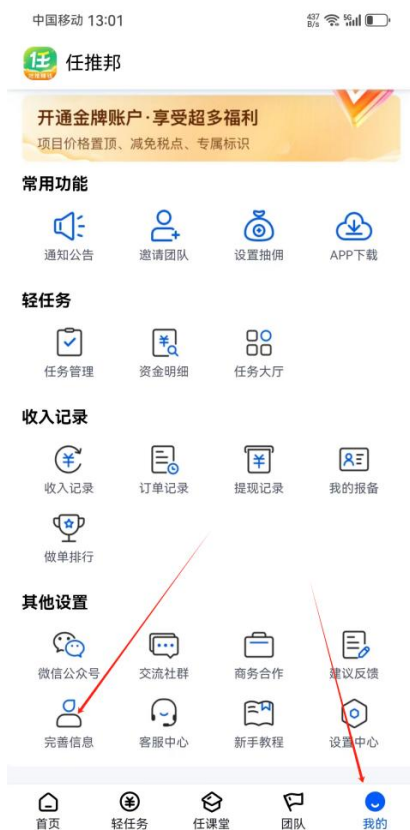 中国移动 13:01
437 B/s 5G
任推邦
开通金牌账户·享受超多福利
项目价格置顶、减免税点、专属标识
常用功能
通知公告 邀请团队 设置抽佣 APP下载
轻任务
任务管理 资金明细 任务大厅
收入记录
收入记录 订单记录 提现记录 我的报备
做单排行
其他设置
微信公众号 交流社群 商务合作 建议反馈
完善信息 客服中心 新手教程 设置中心
首页 轻任务 任课堂 团队 我的